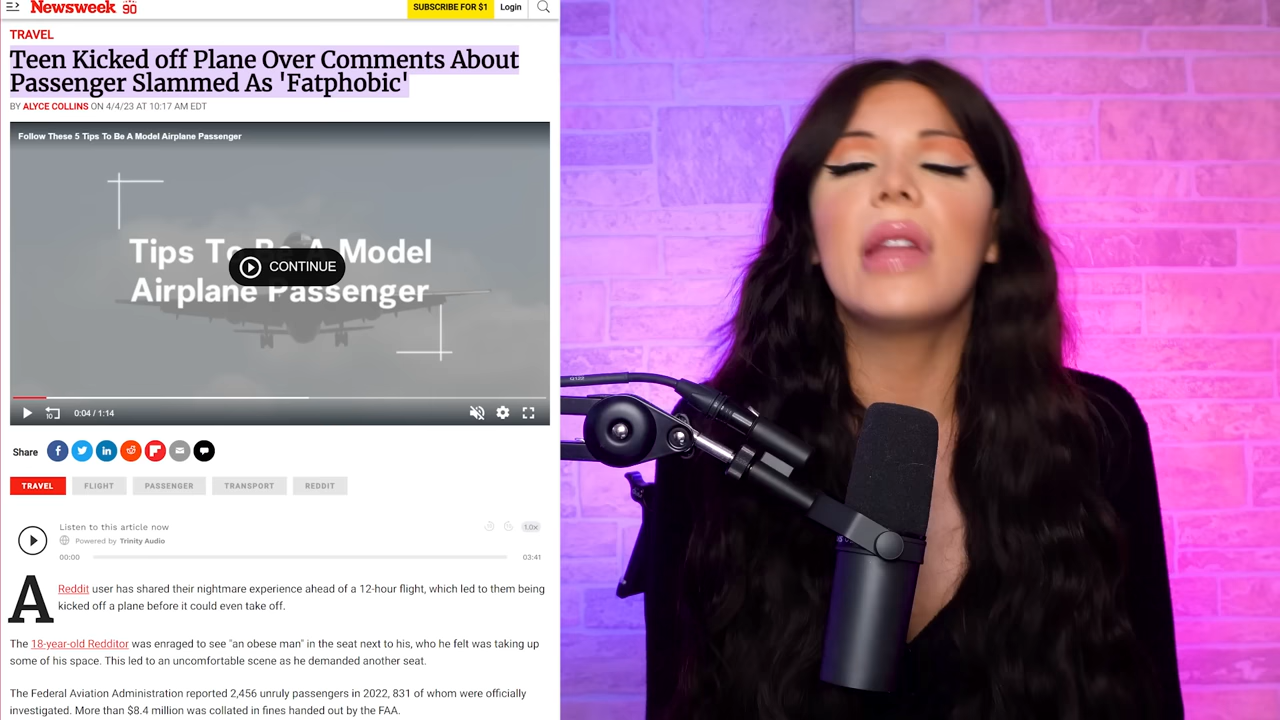 Newsweek 90
SUBSCRIBE FOR $1
Login
TRAVEL
Teen Kicked off Plane Over Comments About
Passenger Slammed As 'Fatphobic'
BY ALYCE COLLINS ON 4/4/23 AT 10:17 AM EDT
Follow These 5 Tips To Be A Model Airplane Passenger
Tips To Be A Model
CONTINUE
Airplane Passenger
10
0:04 / 1:14
Share
TRAVEL
FLIGHT
PASSENGER
TRANSPORT
REDDIT
Listen to this article now
1.0x
Powered by Trinity Audio
00:00
03:41
A Reddit user has shared their nightmare experience ahead of a 12-hour flight, which led to them being
kicked off a plane before it could even take off.
The 18-year-old Redditor was enraged to see "an obese man" in the seat next to his, who he felt was taking up
some of his space. This led to an uncomfortable scene as he demanded another seat.
The Federal Aviation Administration reported 2,456 unruly passengers in 2022, 831 of whom were officially
investigated. More than $8.4 million was collated in fines handed out by the FAA.